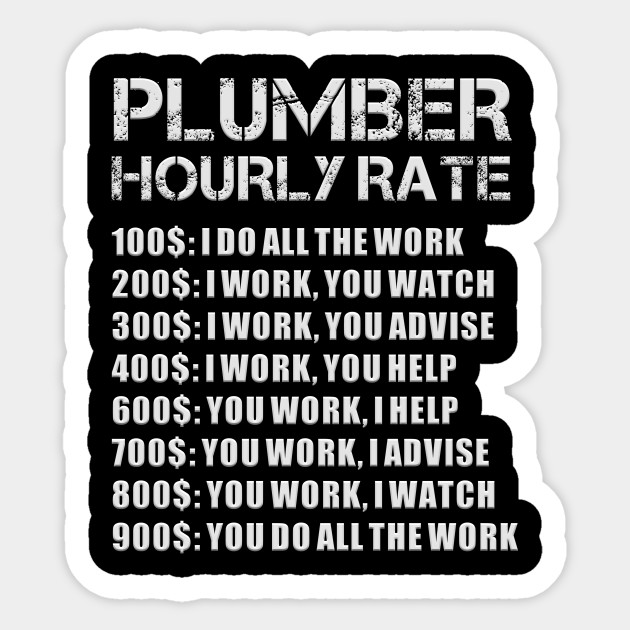 PLUMBER
HOURLY RATE
100$: I DO ALL THE WORK
200$: I WORK, YOU WATCH
300$: I WORK, YOU ADVISE
400$: I WORK, YOU HELP
600$: YOU WORK, I HELP
700$: YOU WORK, I ADVISE
800$: YOU WORK, I WATCH
900$: YOU DO ALL THE WORK